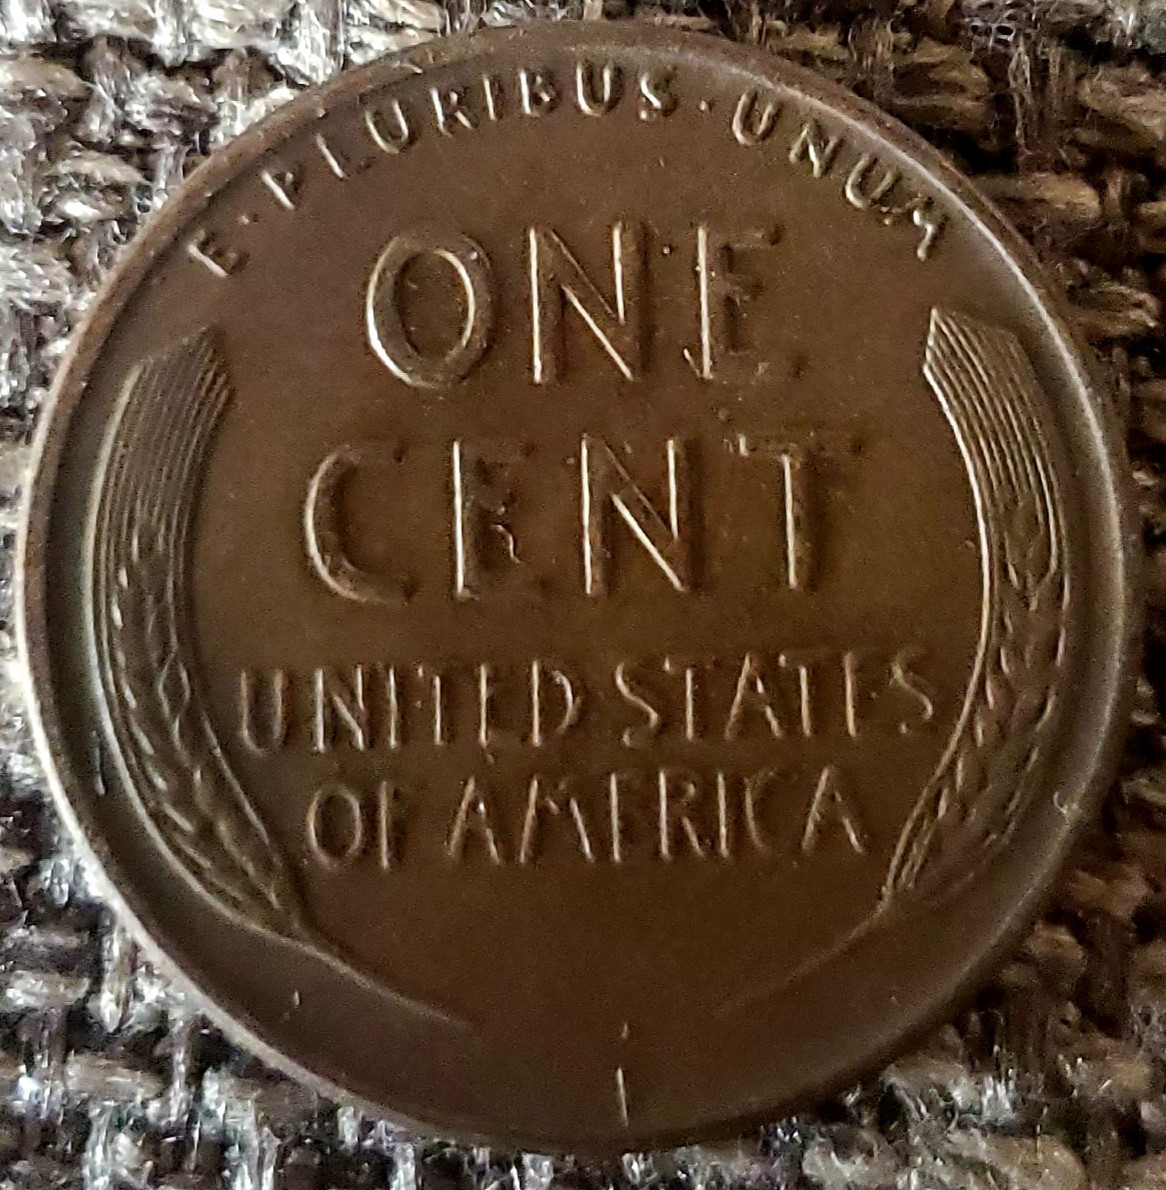 E · PLURIBUS · UNUM
ONE
CENT
UNITED STATES
OF AMERICA